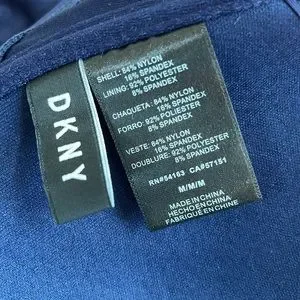 DKNY
SHELL: 84% NYLON
16% SPANDEX
LINING: 92% POLYESTER
8% SPANDEX
CHAQUETA: 84% NYLON
16% SPANDEX
FORRO: 92% POLYESTER
8% SPANDEX
VESTE: 84% NYLON
16% SPANDEX
DOUBLURE: 92% POLYESTER
8% SPANDEX
RN#54163 CA#57151
M/M/M
MADE IN CHINA
HECHO EN CHINA
FABRIQUÉ EN CHINE